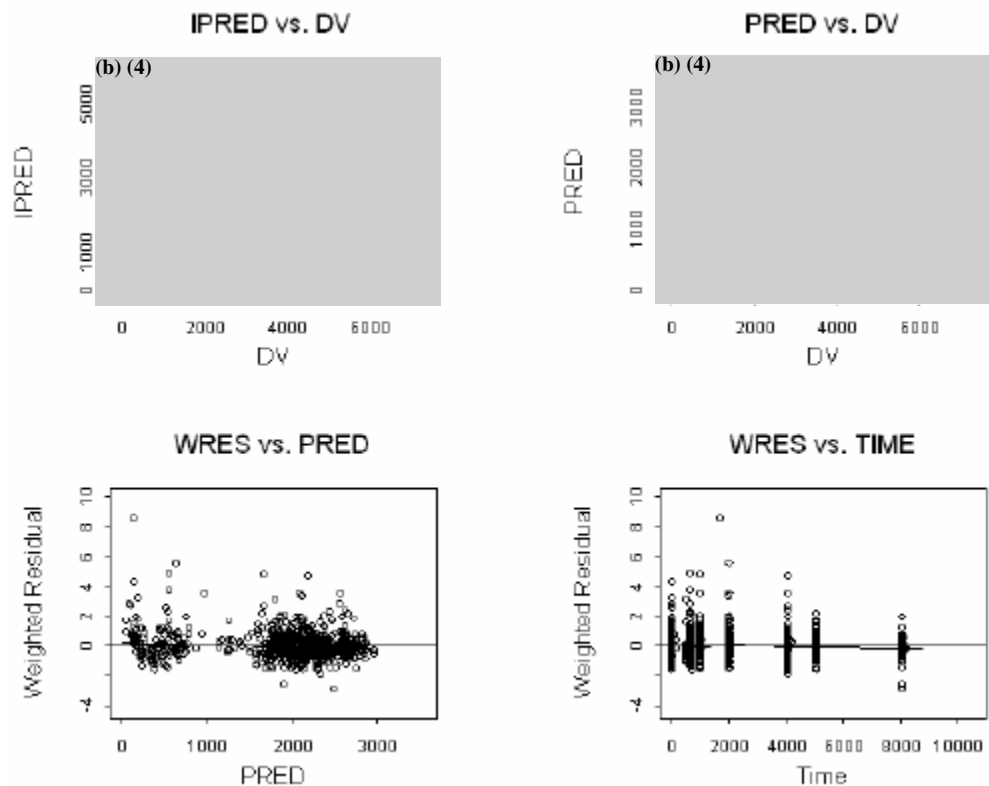 IPRED vs. DV
(b) (4)
IPRED
5000
3000
1000
0
0 2000 4000 6000
DV
PRED vs. DV
(b) (4)
PRED
3000
2000
1000
0
0 2000 4000 6000
DV
WRES vs. PRED
Weighted Residual
10
8
6
4
2
0
-4
0 1000 2000 3000
PRED
WRES vs. TIME
Weighted Residual
10
8
6
4
2
0
-4
0 2000 4000 6000 8000 10000
Time